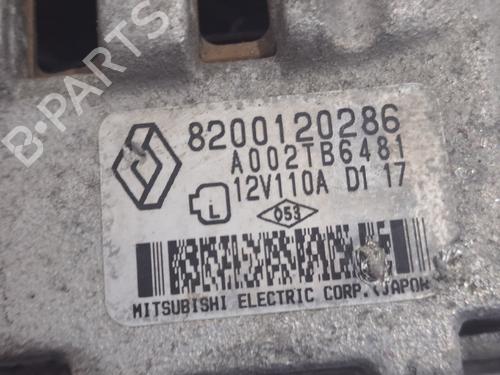 8200120286
A002TB6481
12V110A D1 17
L
053
MITSUBISHI ELECTRIC CORP. (JAPON
B-PARTS